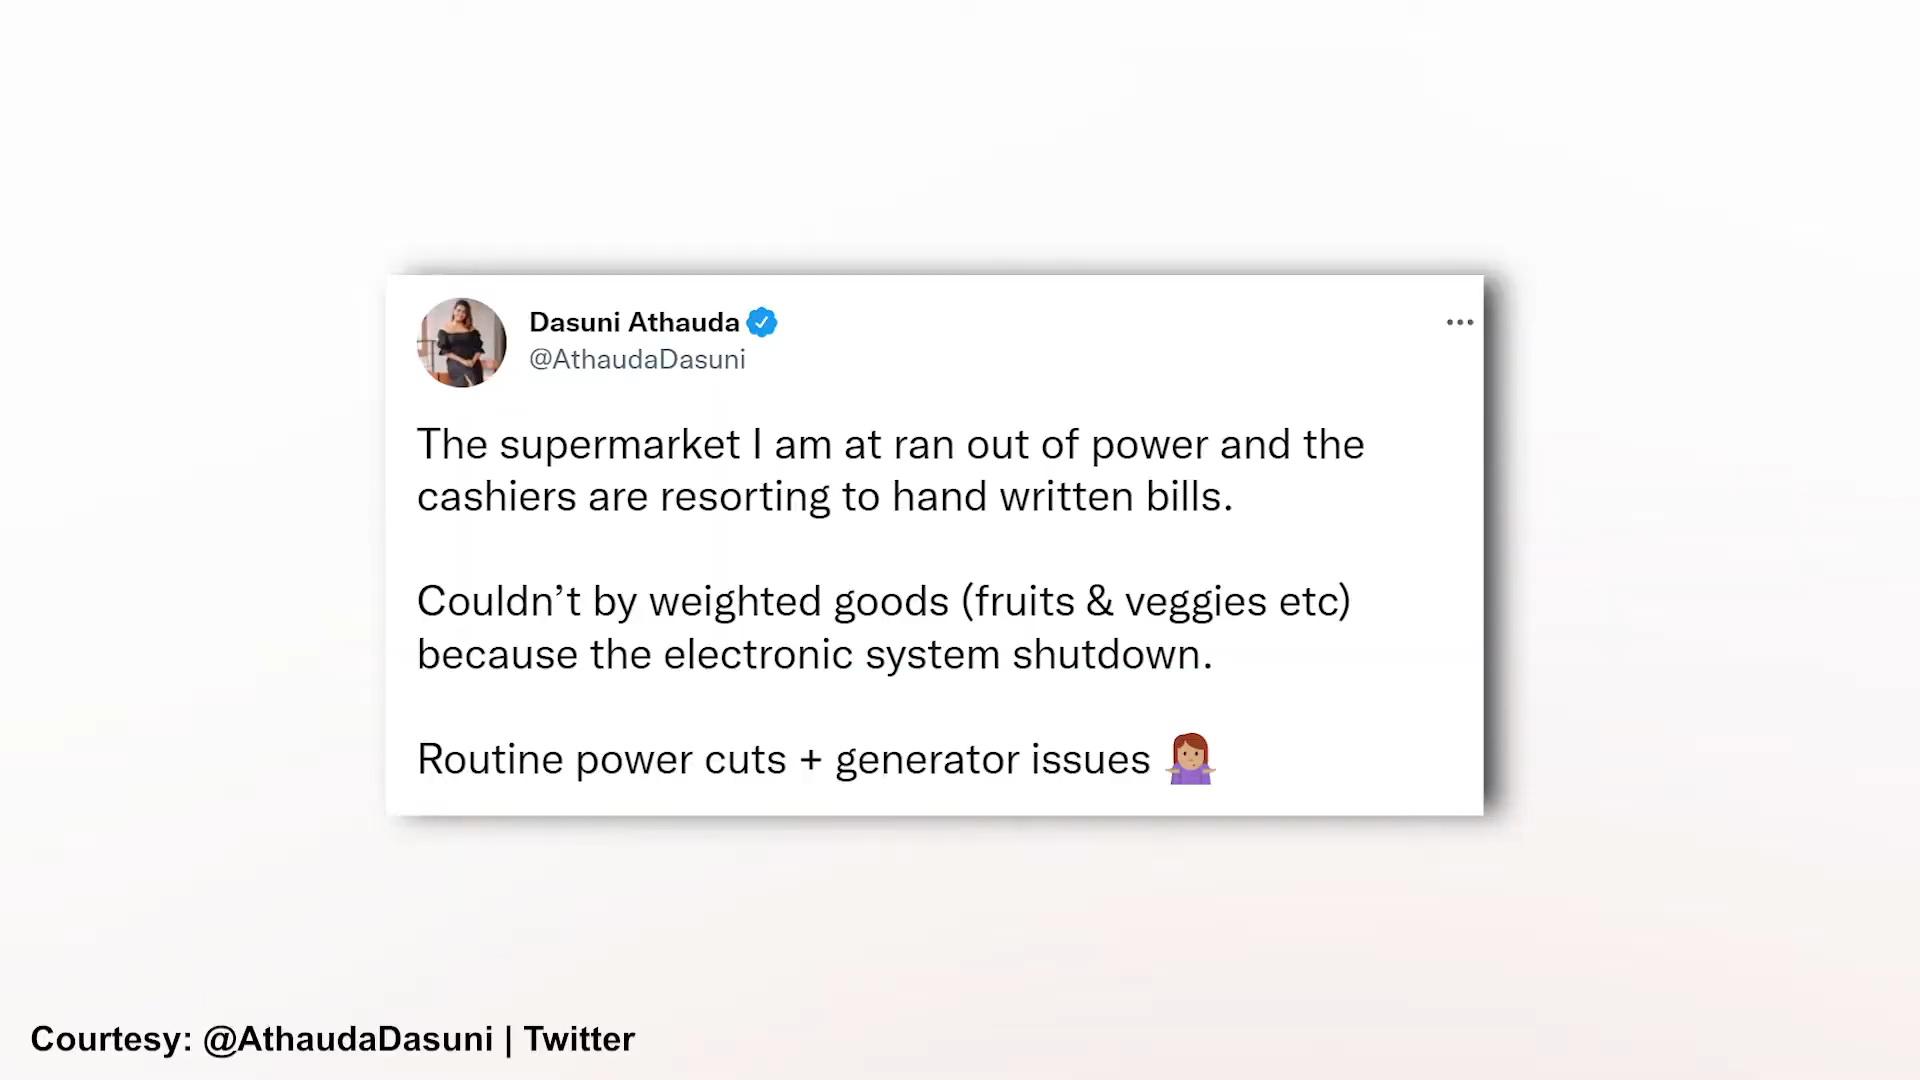 Dasuni Athauda
@AthaudaDasuni
The supermarket I am at ran out of power and the
cashiers are resorting to hand written bills.
Couldn’t by weighted goods (fruits & veggies etc)
because the electronic system shutdown.
Routine power cuts + generator issues 🤷🏽‍♀️
Courtesy: @AthaudaDasuni | Twitter